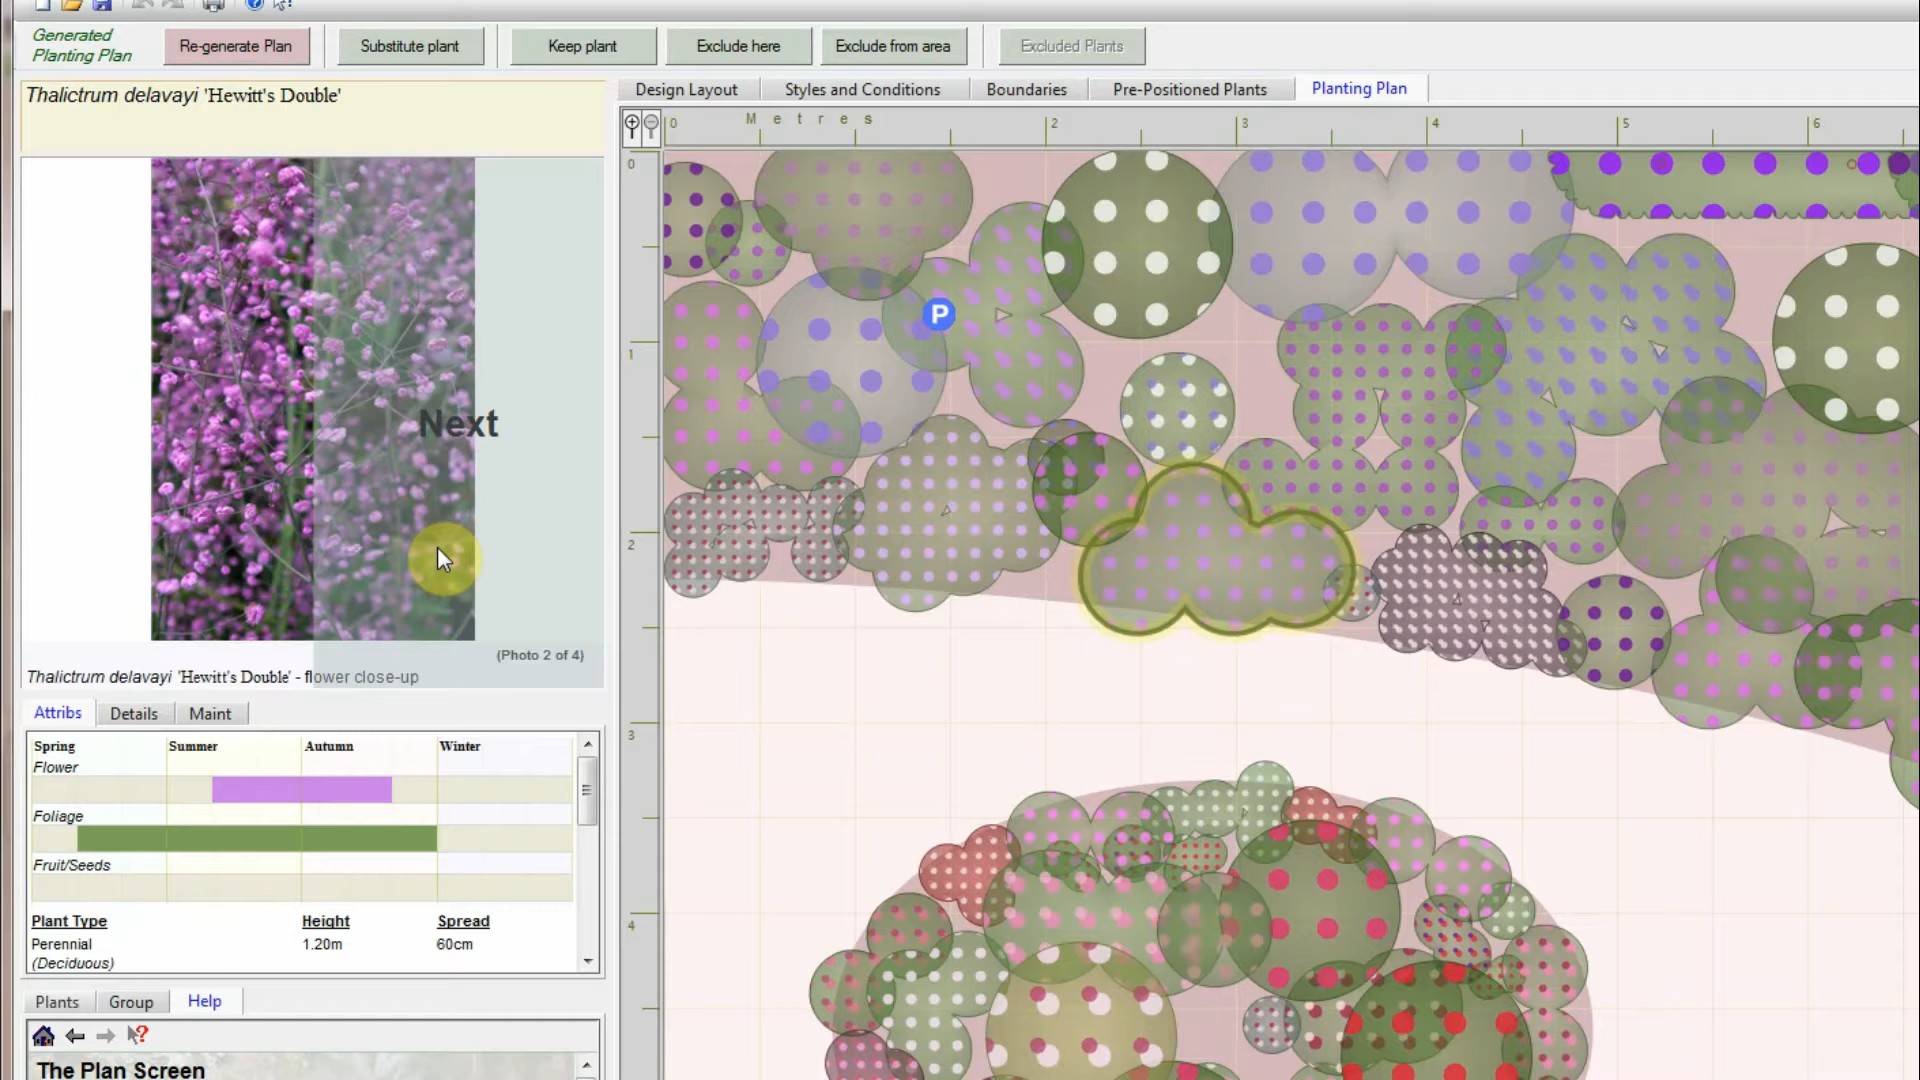 Generated
Planting Plan
Re-generate Plan
Substitute plant
Keep plant
Exclude here
Exclude from area
Excluded Plants
Thalictrum delavayi 'Hewitt's Double'
Design Layout
Styles and Conditions
Boundaries
Pre-Positioned Plants
Planting Plan
0 Metres 2 3 4 5 6
0
1
2
3
4
P
Next
(Photo 2 of 4)
Thalictrum delavayi 'Hewitt's Double' - flower close-up
Attribs Details Maint
Spring Summer Autumn Winter
Flower
Foliage
Fruit/Seeds
Plant Type Height Spread
Perennial 1.20m 60cm
(Deciduous)
Plants Group Help
The Plan Screen